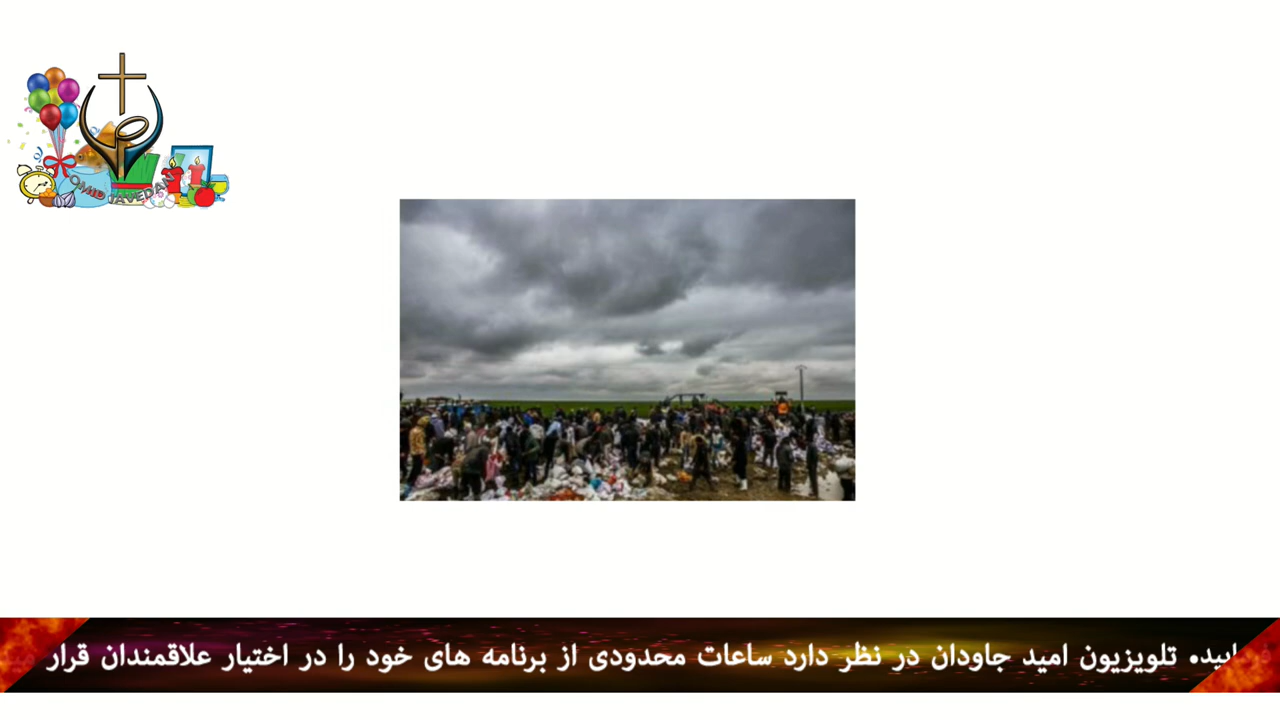 OMID JAVEDAN
تلویزیون امید جاودان در نظر دارد ساعات محدودی از برنامه های خود را در اختیار علاقمندان قرار